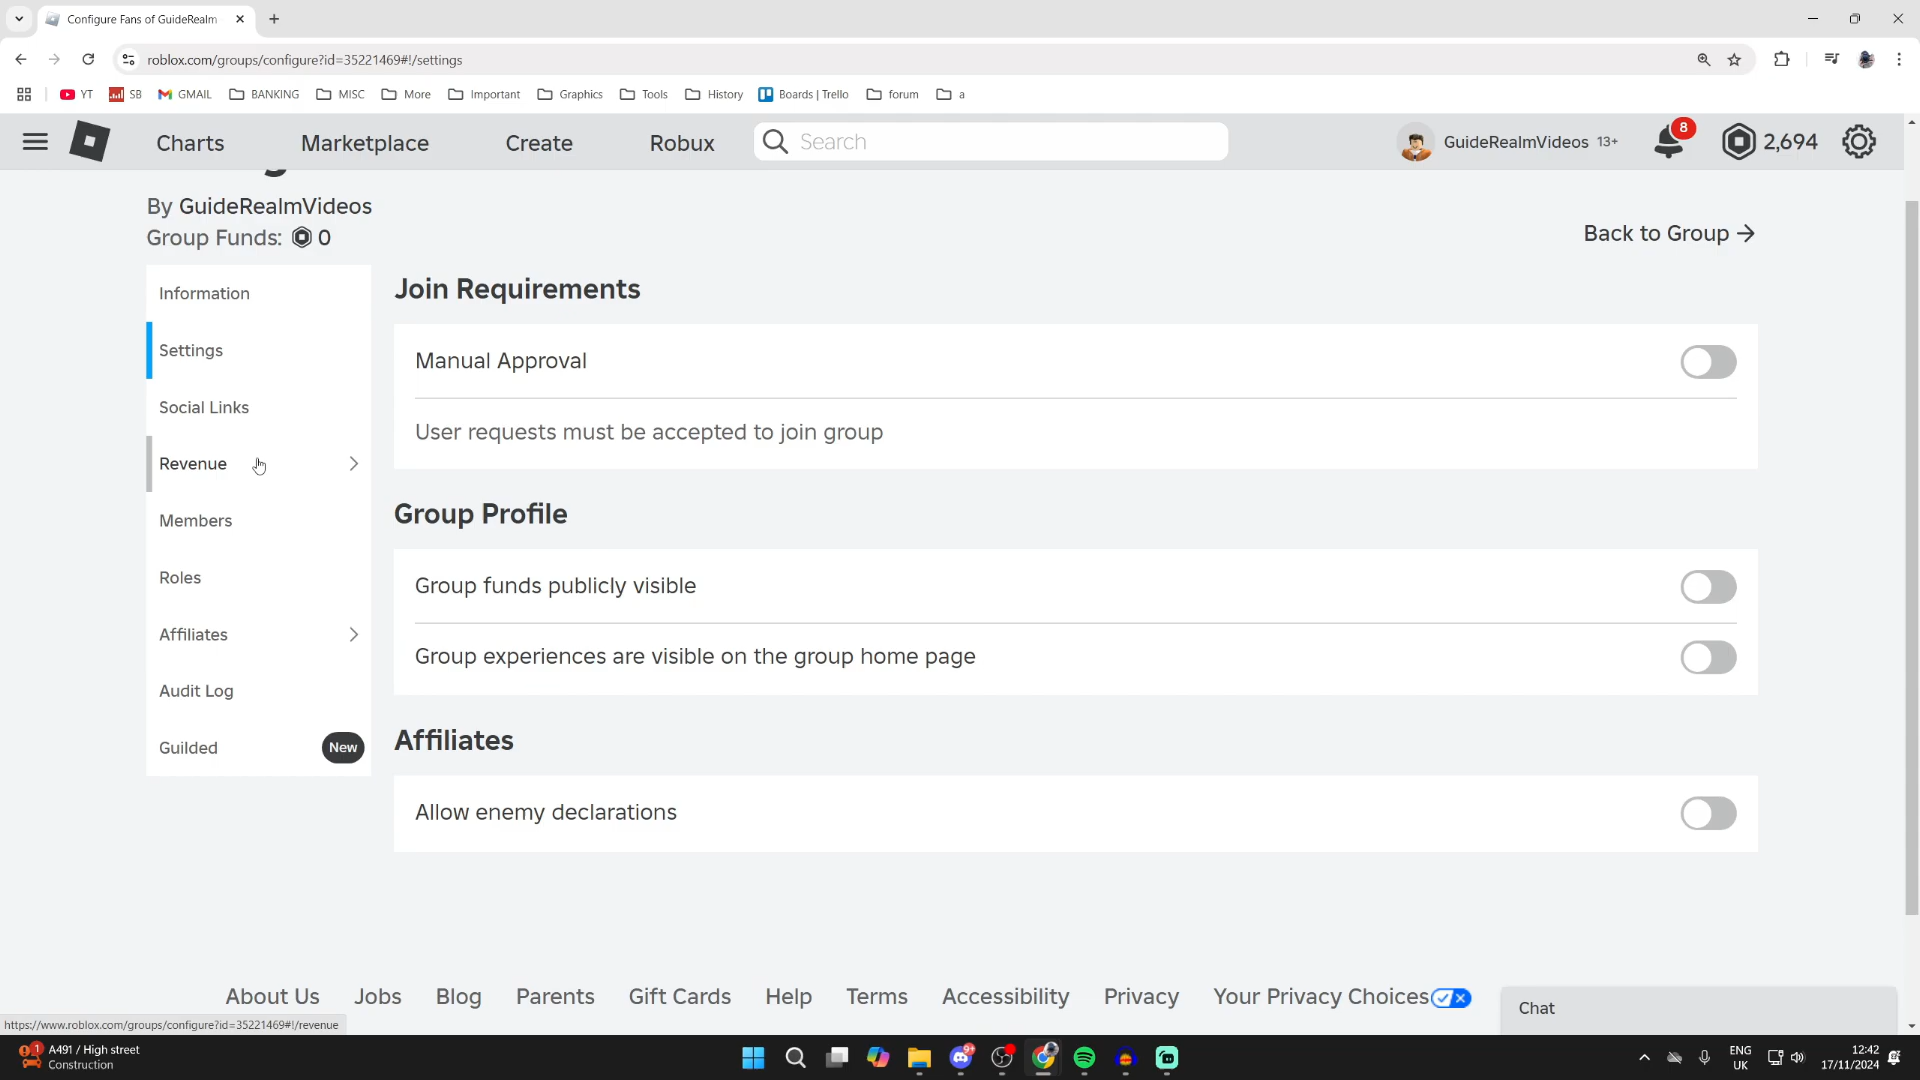 Configure Fans of GuideRealm
roblox.com/groups/configure?id=35221469#!/settings
YT
SB
GMAIL
BANKING
MISC
More
Important
Graphics
Tools
History
Boards | Trello
forum
a
Charts
Marketplace
Create
Robux
Search
GuideRealmVideos 13+
8
2,694
By GuideRealmVideos
Group Funds: 0
Back to Group
Information
Settings
Social Links
Revenue
Members
Roles
Affiliates
Audit Log
Guilded
New
Join Requirements
Manual Approval
User requests must be accepted to join group
Group Profile
Group funds publicly visible
Group experiences are visible on the group home page
Affiliates
Allow enemy declarations
About Us
Jobs
Blog
Parents
Gift Cards
Help
Terms
Accessibility
Privacy
Your Privacy Choices
Chat
https://www.roblox.com/groups/configure?id=35221469#!/revenue
1
A491 / High street
Construction
9+
ENG
UK
12:42
17/11/2024